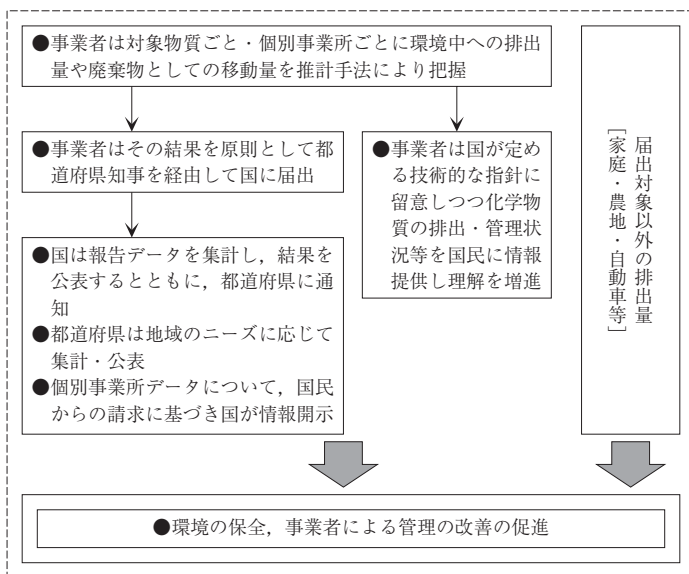 ●事業者は対象物質ごと・個別事業所ごとに環境中への排出
量や廃棄物としての移動量を推計手法により把握
●事業者はその結果を原則として都
道府県知事を経由して国に届出
●事業者は国が定め
る技術的な指針に
留意しつつ化学物
質の排出・管理状
況等を国民に情報
提供し理解を増進
●国は報告データを集計し，結果を
公表するとともに，都道府県に通
知
●都道府県は地域のニーズに応じて
集計・公表
●個別事業所データについて，国民
からの請求に基づき国が情報開示
届出対象以外の排出量
［家庭・農地・自動車等］
●環境の保全，事業者による管理の改善の促進